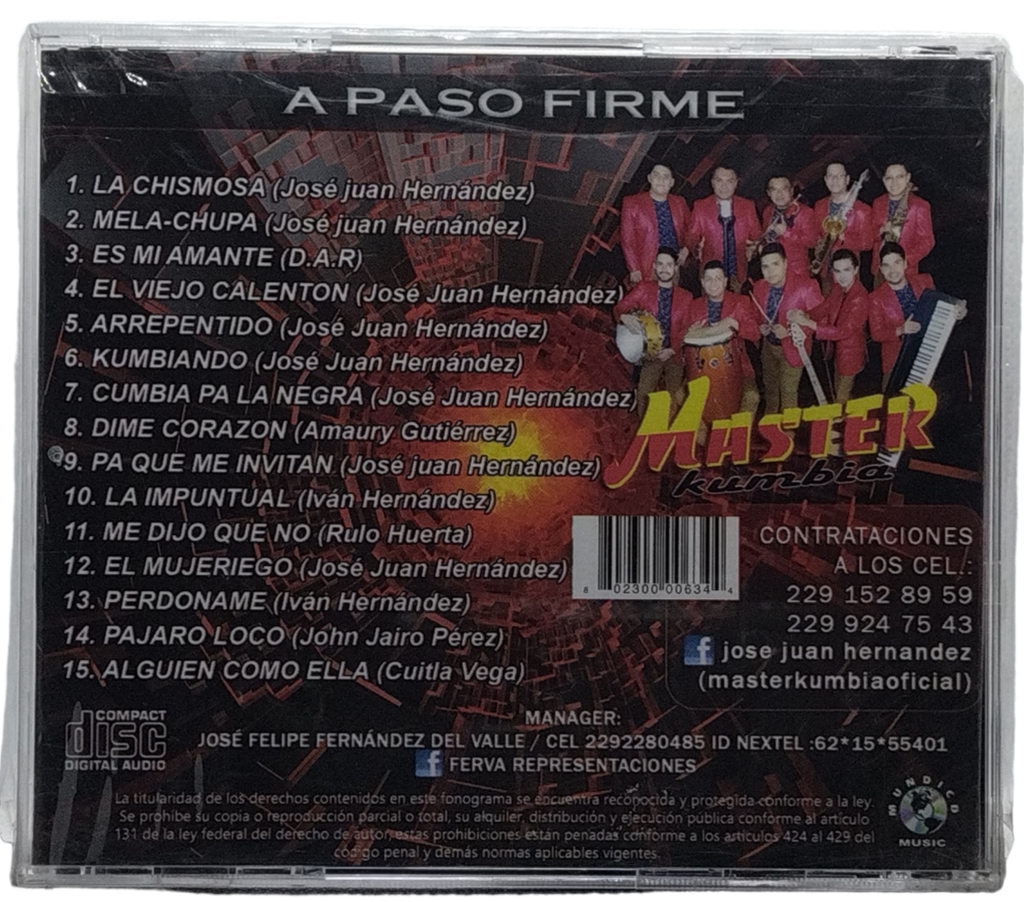 A PASO FIRME
1. LA CHISMOSA (José juan Hernández)
2. MELA-CHUPA (José juan Hernández)
3. ES MI AMANTE (D.A.R)
4. EL VIEJO CALENTON (José Juan Hernández)
5. ARREPENTIDO (José Juan Hernández)
6. KUMBIANDO (José Juan Hernández)
7. CUMBIA PA LA NEGRA (José Juan Hernández)
8. DIME CORAZON (Amaury Gutiérrez)
9. PA QUE ME INVITAN (José juan Hernández)
10. LA IMPUNTUAL (Iván Hernández)
11. ME DIJO QUE NO (Rulo Huerta)
12. EL MUJERIEGO (José Juan Hernández)
13. PERDONAME (Iván Hernández)
14. PAJARO LOCO (John Jairo Pérez)
15. ALGUIEN COMO ELLA (Cuitla Vega)
MASTER
kumbia
8 02300 00634 4
CONTRATACIONES
A LOS CEL.:
229 152 89 59
229 924 75 43
f jose juan hernandez
(masterkumbiaoficial)
COMPACT
disc
DIGITAL AUDIO
MANAGER:
JOSÉ FELIPE FERNÁNDEZ DEL VALLE / CEL 2292280485 ID NEXTEL :62*15*55401
f FERVA REPRESENTACIONES
La titularidad de los derechos contenidos en este fonograma se encuentra reconocida y protegida conforme a la ley.
Se prohibe su copia o reproducción parcial o total, su alquiler, distribución y ejecución pública conforme al artículo
131 de la ley federal del derecho de autor, estas prohibiciones están penadas conforme a los artículos 424 al 429 del
código penal y demás normas aplicables vigentes.
MUNDI CD
MUSIC